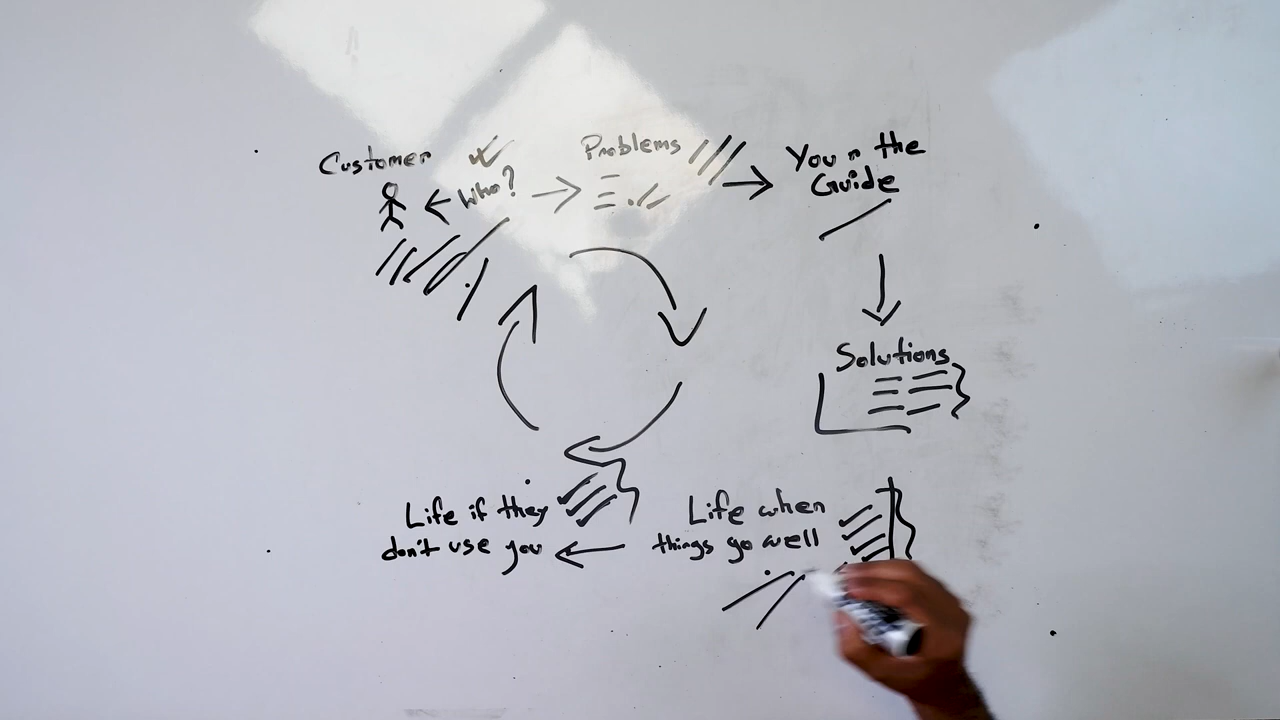 Customer
Who?
Problems
You n the
Guide
Solutions
Life when
things go well
Life if they
don't use you